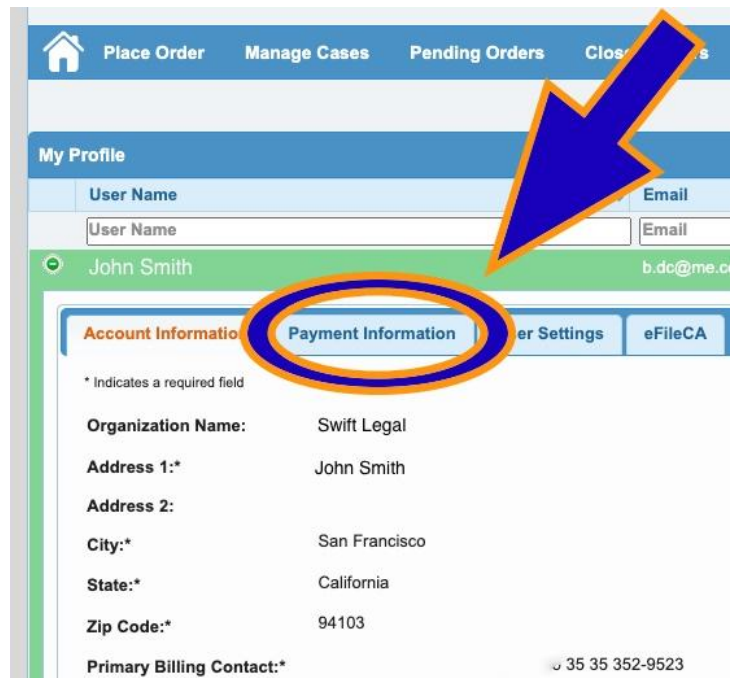 Place Order Manage Cases Pending Orders
My Profile
User Name Email
User Name Email
John Smith b.dc@me.c
Account Informatio Payment Information Settings eFileCA
* Indicates a required field
Organization Name: Swift Legal
Address 1:* John Smith
Address 2:
City:* San Francisco
State:* California
Zip Code:* 94103
Primary Billing Contact:* 35 35 352-9523